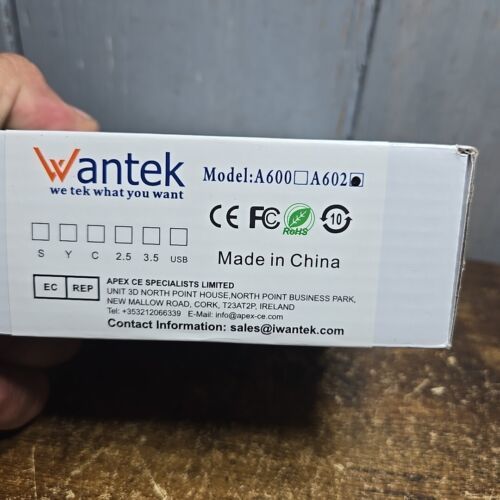 Wantek
we tek what you want
Model:A600 A602
CE FC RoHS 10
Made in China
S Y C 2.5 3.5 USB
EC REP
APEX CE SPECIALISTS LIMITED
UNIT 3D NORTH POINT HOUSE,NORTH POINT BUSINESS PARK,
NEW MALLOW ROAD, CORK, T23AT2P, IRELAND
Tel: +353212066339 E-Mail: info@apex-ce.com
Contact Information: sales@iwantek.com